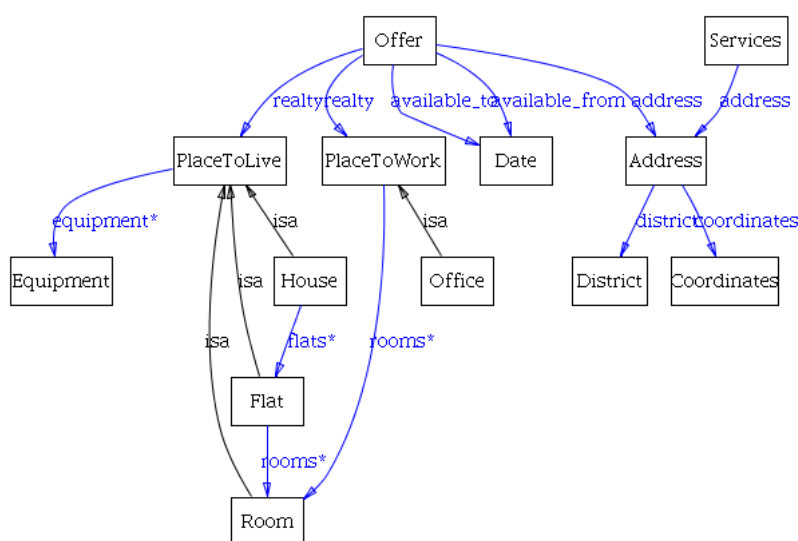 Offer
Services
realty
realty
available_to
available_from
address
address
PlaceToLive
PlaceToWork
Date
Address
equipment*
isa
isa
district
coordinates
Equipment
isa
House
Office
District
Coordinates
isa
flats*
rooms*
Flat
rooms*
Room